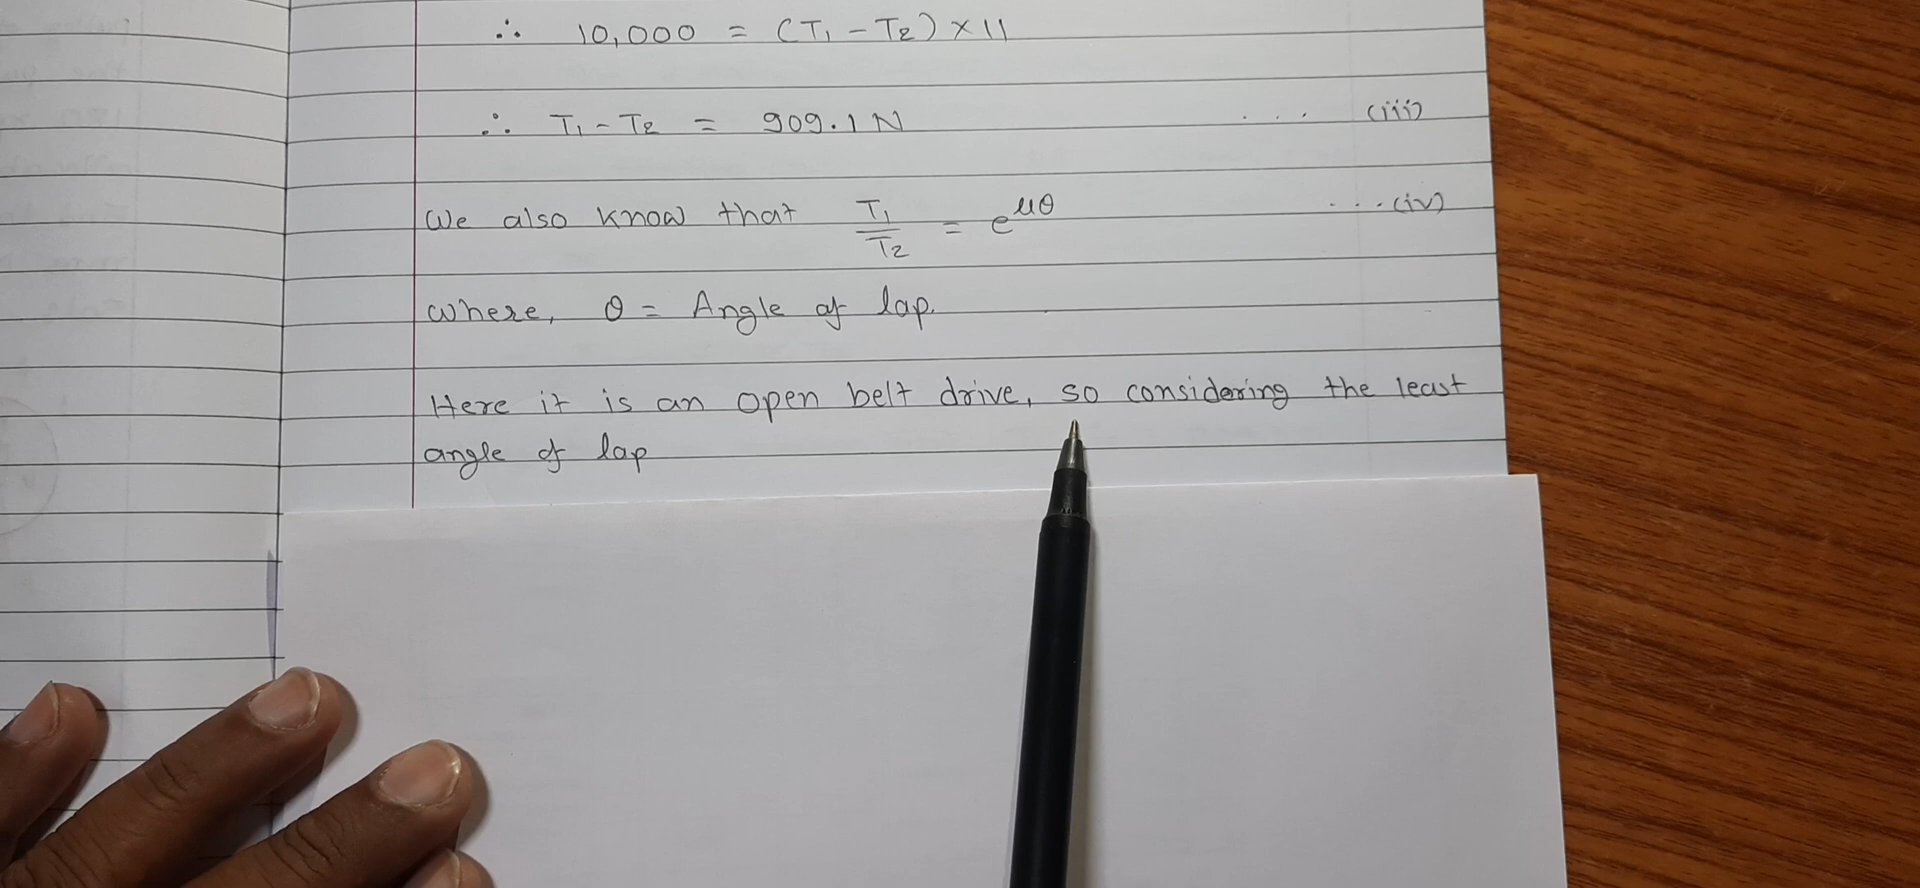 ∴ 10,000 = (T₁ - T₂) × 11
∴ T₁ - T₂ = 909.1 N ... (iii)
We also know that T₁/T₂ = e^μθ ... (iv)
where, θ = Angle of lap.
Here it is an open belt drive, so considering the least
angle of lap